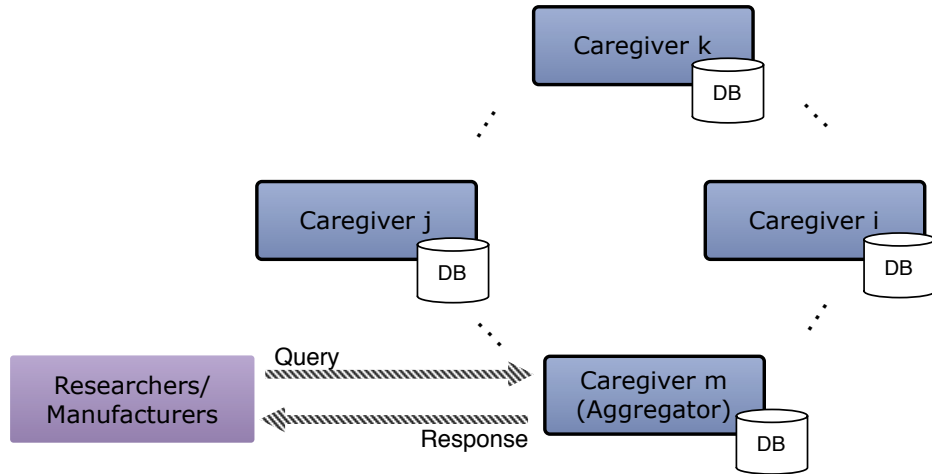 Caregiver k
DB
Caregiver j
DB
Caregiver i
DB
Query
Researchers/
Manufacturers
Caregiver m
(Aggregator)
Response
DB